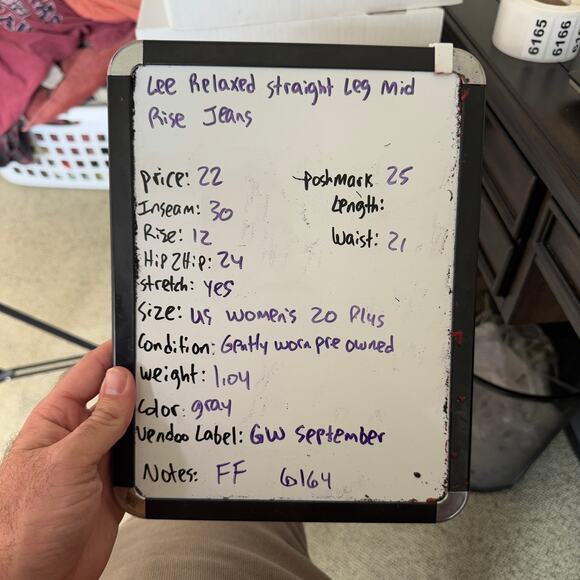 Lee Relaxed straight Leg Mid
Rise Jeans
price: 22
poshmark 25
Inseam: 30
Length:
Rise: 12
Waist: 21
Hip2Hip: 24
stretch: yes
Size: US women's 20 Plus
Condition: Gently worn pre owned
weight: 1.04
Color: gray
Vendoo Label: GW September
Notes: FF 6164
6165
6166